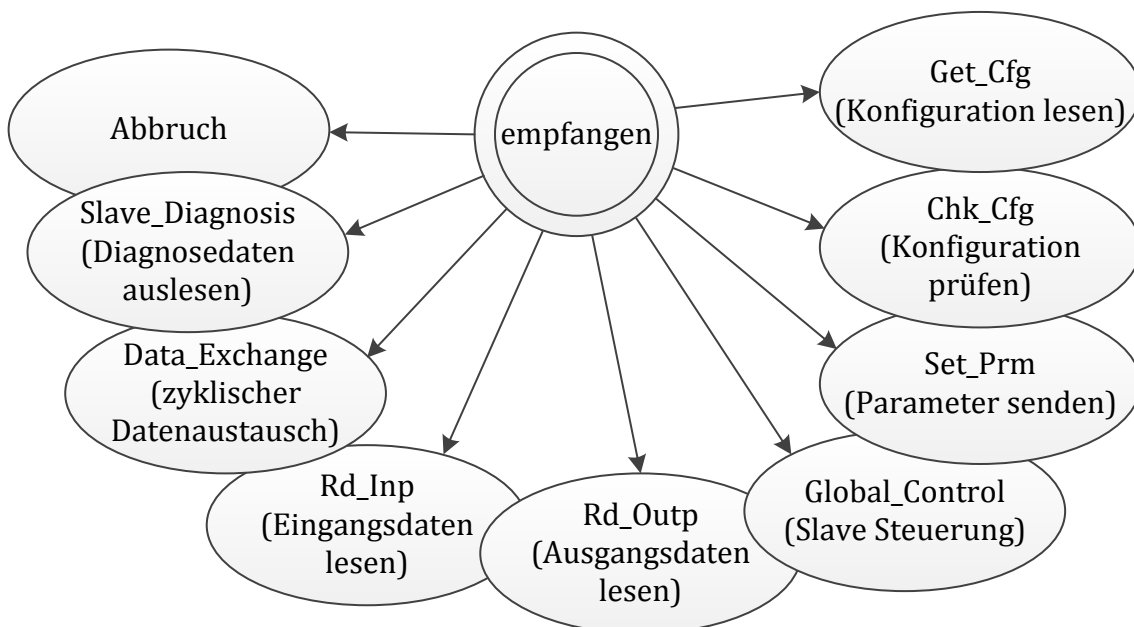 empfangen
Get_Cfg
(Konfiguration lesen)
Chk_Cfg
(Konfiguration
prüfen)
Set_Prm
(Parameter senden)
Global_Control
(Slave Steuerung)
Rd_Outp
(Ausgangsdaten
lesen)
Rd_Inp
(Eingangsdaten
lesen)
Data_Exchange
(zyklischer
Datenaustausch)
Slave_Diagnosis
(Diagnosedaten
auslesen)
Abbruch